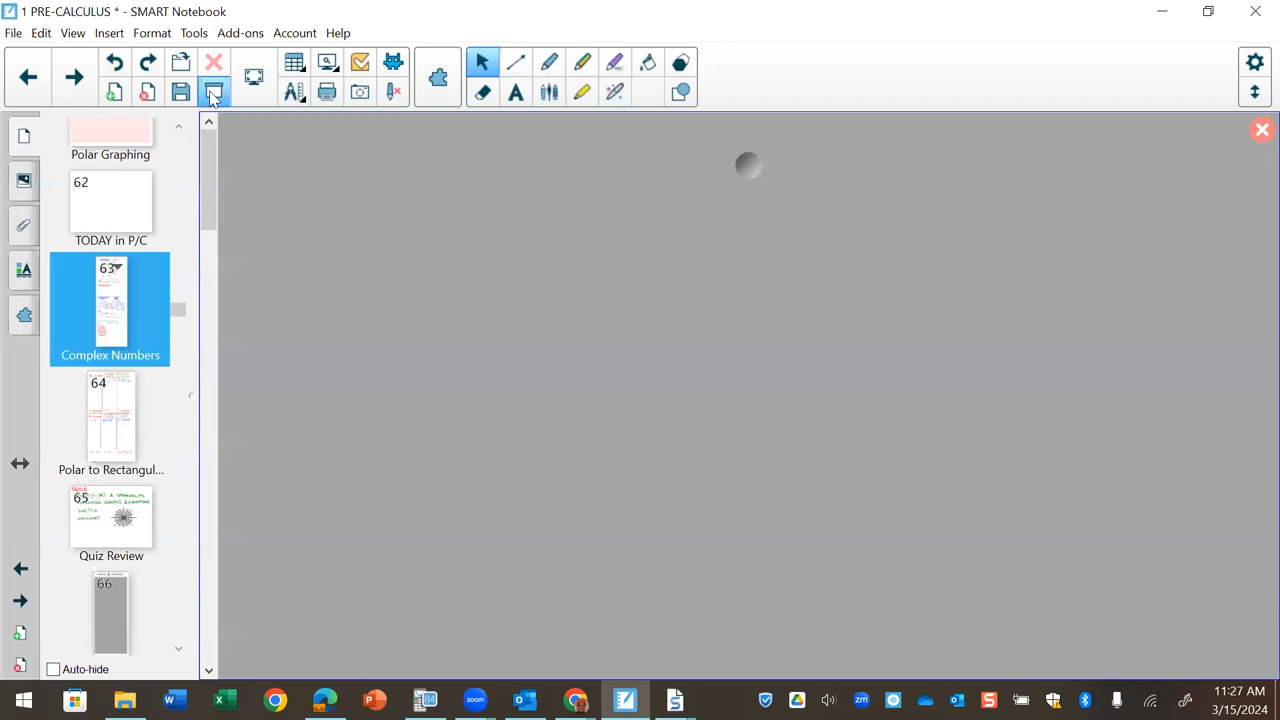 1 PRE-CALCULUS * - SMART Notebook
File Edit View Insert Format Tools Add-ons Account Help
Polar Graphing
62
TODAY in P/C
63
Complex Numbers
64
Polar to Rectangul...
65
Quiz Review
66
Auto-hide
84
zoom
11:27 AM
3/15/2024